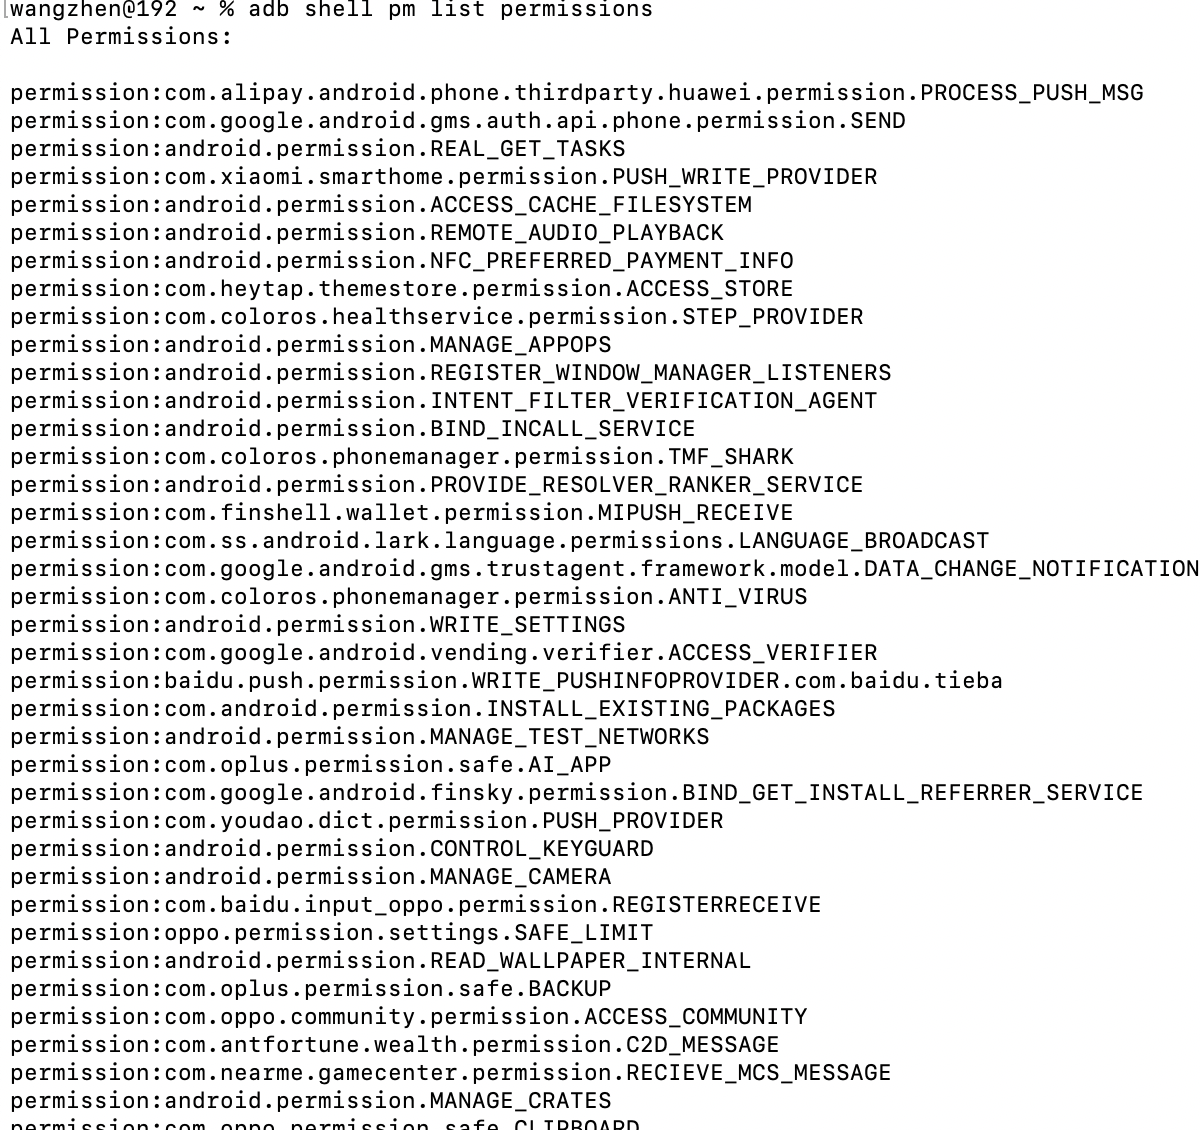 wangzhen@192 ~ % adb shell pm list permissions
All Permissions:
permission:com.alipay.android.phone.thirdparty.huawei.permission.PROCESS_PUSH_MSG
permission:com.google.android.gms.auth.api.phone.permission.SEND
permission:android.permission.REAL_GET_TASKS
permission:com.xiaomi.smarthome.permission.PUSH_WRITE_PROVIDER
permission:android.permission.ACCESS_CACHE_FILESYSTEM
permission:android.permission.REMOTE_AUDIO_PLAYBACK
permission:android.permission.NFC_PREFERRED_PAYMENT_INFO
permission:com.heytap.themestore.permission.ACCESS_STORE
permission:com.coloros.healthservice.permission.STEP_PROVIDER
permission:android.permission.MANAGE_APPOPS
permission:android.permission.REGISTER_WINDOW_MANAGER_LISTENERS
permission:android.permission.INTENT_FILTER_VERIFICATION_AGENT
permission:android.permission.BIND_INCALL_SERVICE
permission:com.coloros.phonemanager.permission.TMF_SHARK
permission:android.permission.PROVIDE_RESOLVER_RANKER_SERVICE
permission:com.finshell.wallet.permission.MIPUSH_RECEIVE
permission:com.ss.android.lark.language.permissions.LANGUAGE_BROADCAST
permission:com.google.android.gms.trustagent.framework.model.DATA_CHANGE_NOTIFICATION
permission:com.coloros.phonemanager.permission.ANTI_VIRUS
permission:android.permission.WRITE_SETTINGS
permission:com.google.android.vending.verifier.ACCESS_VERIFIER
permission:baidu.push.permission.WRITE_PUSHINFOPROVIDER.com.baidu.tieba
permission:com.android.permission.INSTALL_EXISTING_PACKAGES
permission:android.permission.MANAGE_TEST_NETWORKS
permission:com.oplus.permission.safe.AI_APP
permission:com.google.android.finsky.permission.BIND_GET_INSTALL_REFERRER_SERVICE
permission:com.youdao.dict.permission.PUSH_PROVIDER
permission:android.permission.CONTROL_KEYGUARD
permission:android.permission.MANAGE_CAMERA
permission:com.baidu.input_oppo.permission.REGISTERRECEIVE
permission:oppo.permission.settings.SAFE_LIMIT
permission:android.permission.READ_WALLPAPER_INTERNAL
permission:com.oplus.permission.safe.BACKUP
permission:com.oppo.community.permission.ACCESS_COMMUNITY
permission:com.antfortune.wealth.permission.C2D_MESSAGE
permission:com.nearme.gamecenter.permission.RECIEVE_MCS_MESSAGE
permission:android.permission.MANAGE_CRATES
permission:com.oppo.permission.safe.CLIPBOARD